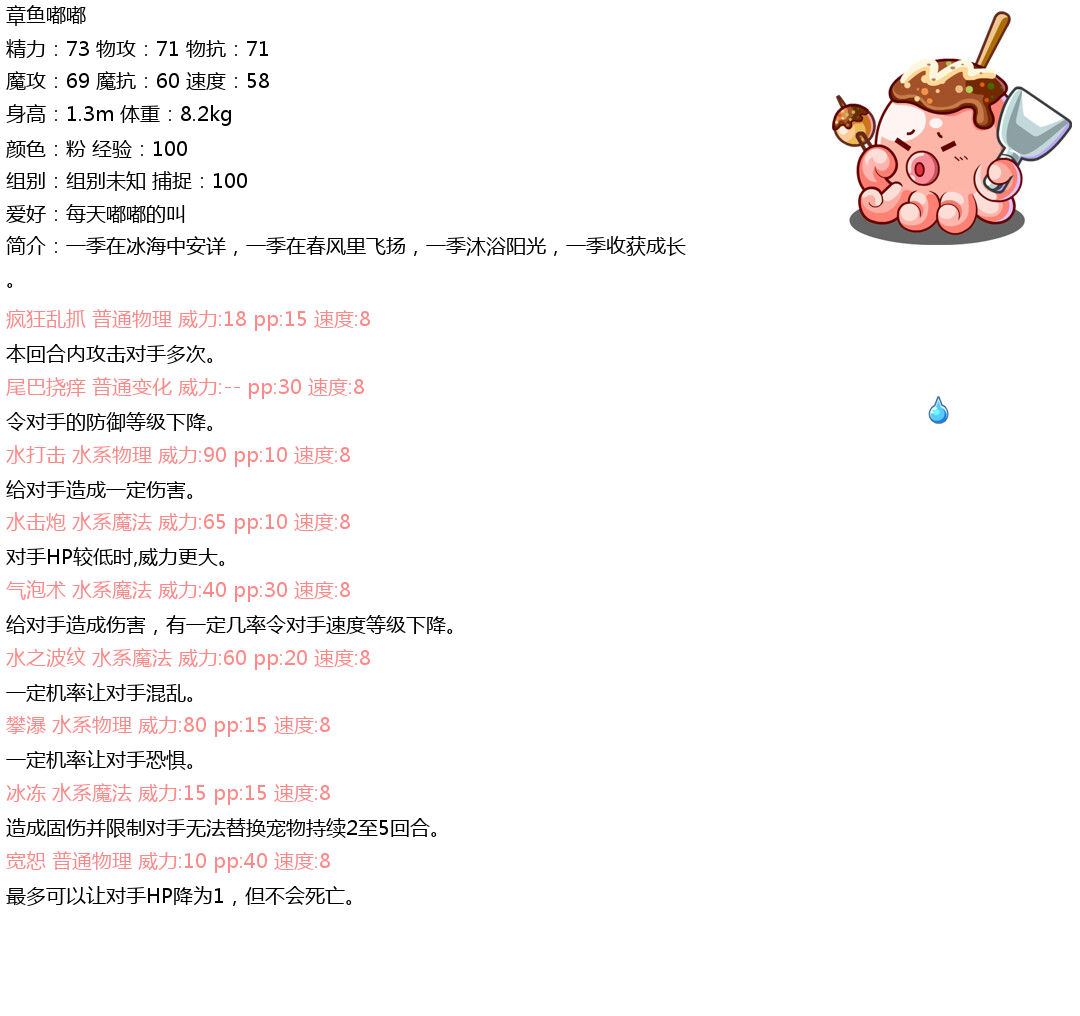 章鱼嘟嘟
精力：73 物攻：71 物抗：71
魔攻：69 魔抗：60 速度：58
身高：1.3m 体重：8.2kg
颜色：粉 经验：100
组别：组别未知 捕捉：100
爱好：每天嘟嘟的叫
简介：一季在冰海中安详，一季在春风里飞扬，一季沐浴阳光，一季收获成长
。
疯狂乱抓 普通物理 威力:18 pp:15 速度:8
本回合内攻击对手多次。
尾巴挠痒 普通变化 威力:-- pp:30 速度:8
令对手的防御等级下降。
水打击 水系物理 威力:90 pp:10 速度:8
给对手造成一定伤害。
水击炮 水系魔法 威力:65 pp:10 速度:8
对手HP较低时,威力更大。
气泡术 水系魔法 威力:40 pp:30 速度:8
给对手造成伤害，有一定几率令对手速度等级下降。
水之波纹 水系魔法 威力:60 pp:20 速度:8
一定机率让对手混乱。
攀瀑 水系物理 威力:80 pp:15 速度:8
一定机率让对手恐惧。
冰冻 水系魔法 威力:15 pp:15 速度:8
造成固伤并限制对手无法替换宠物持续2至5回合。
宽恕 普通物理 威力:10 pp:40 速度:8
最多可以让对手HP降为1，但不会死亡。